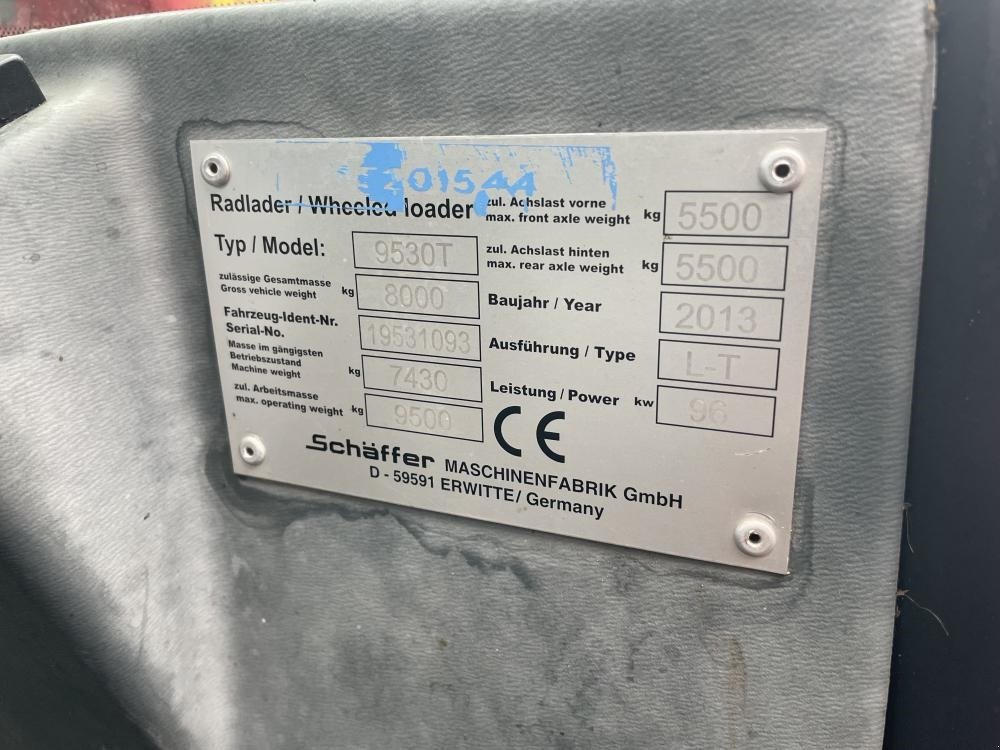 01544
Radlader / Wheeled loader
Typ / Model: 9530T
zulässige Gesamtmasse
Gross vehicle weight kg 8000
Fahrzeug-Ident-Nr.
Serial-No. 19531093
Masse im gängigsten
Betriebszustand
Machine weight kg 7430
zul. Arbeitsmasse
max. operating weight kg 9500
zul. Achslast vorne
max. front axle weight kg 5500
zul. Achslast hinten
max. rear axle weight kg 5500
Baujahr / Year 2013
Ausführung / Type L-T
Leistung / Power kw 96
CE
Schäffer MASCHINENFABRIK GmbH
D - 59591 ERWITTE/ Germany